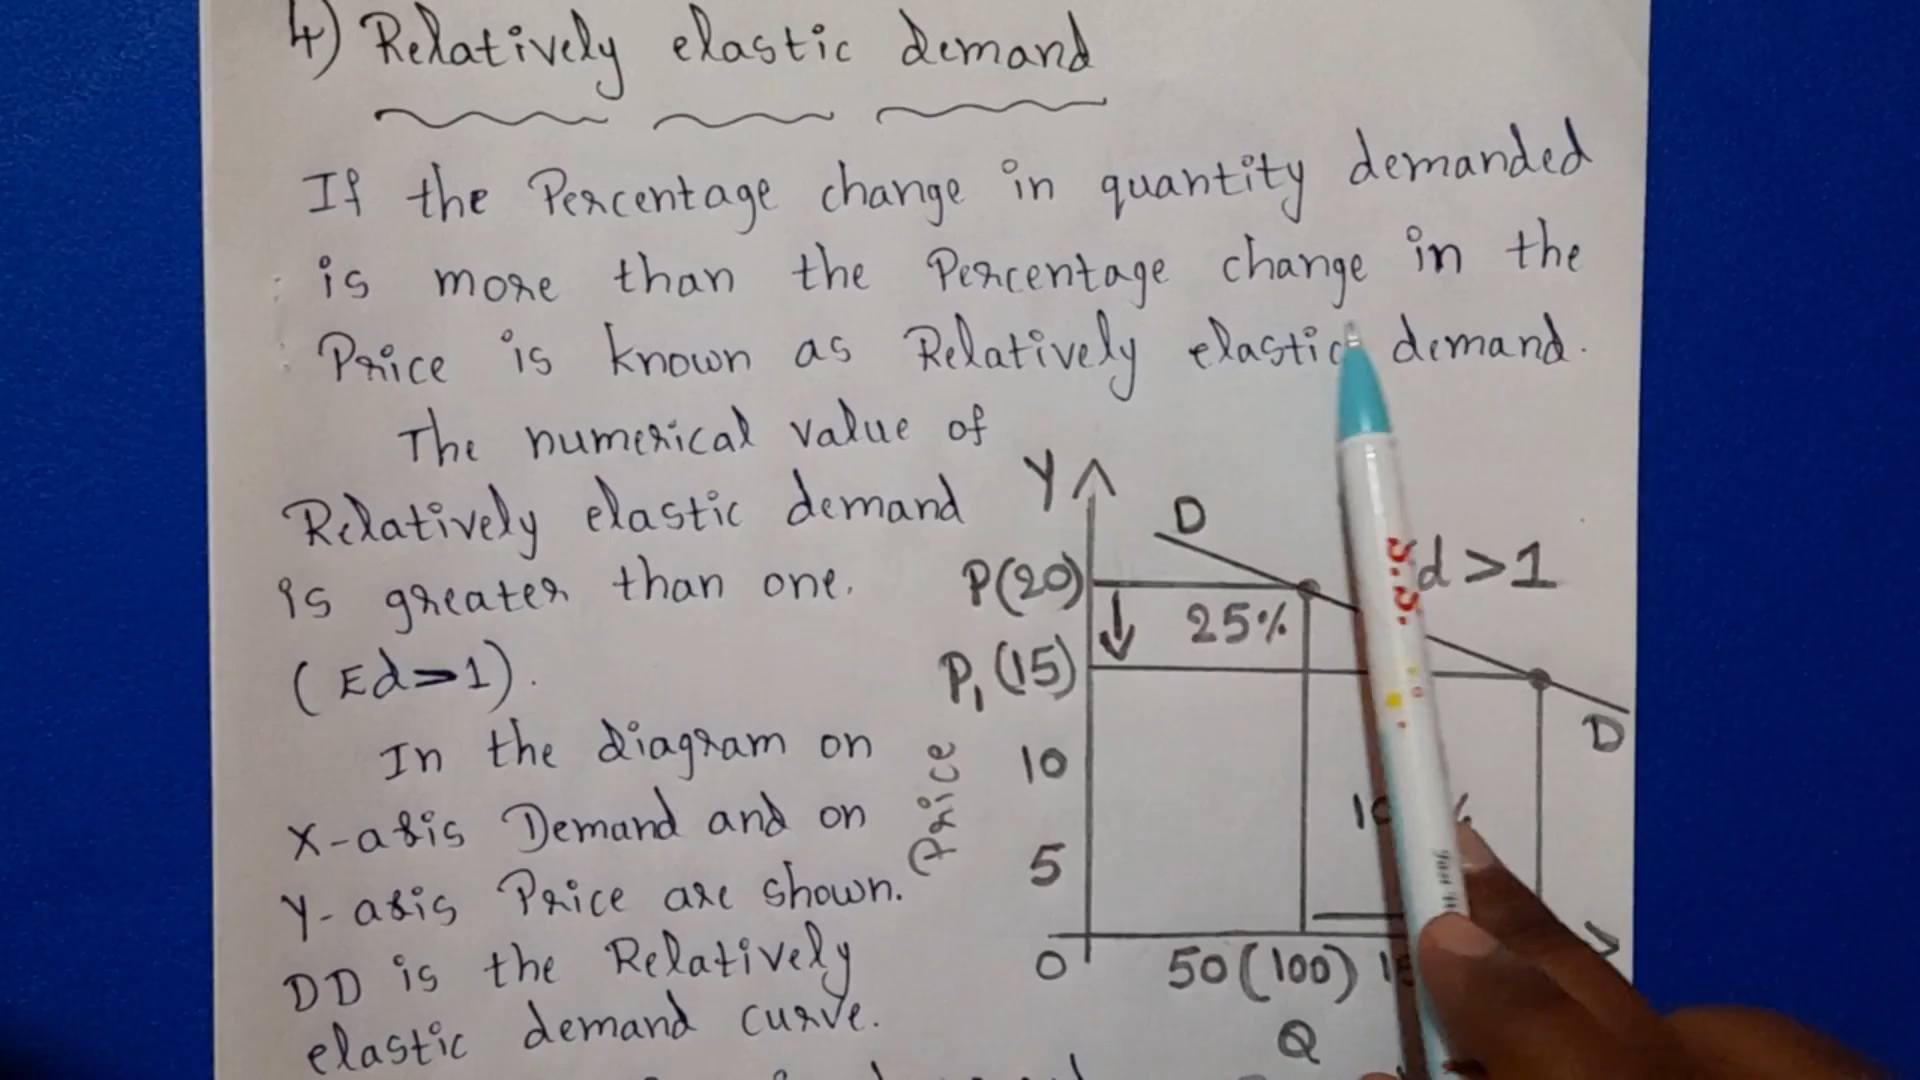 4) Relatively elastic demand
If the Percentage change in quantity demanded
is more than the Percentage change in the
Price is known as Relatively elastic demand.
The numerical value of
Relatively elastic demand
is greater than one.
(Ed>1).
In the diagram on
X-axis Demand and on
Y-axis Price are shown.
DD is the Relatively
elastic demand curve.
Y
D
d>1
P(20)
25%
P1 (15)
D
10
Price
5
0
50 (100)
Q